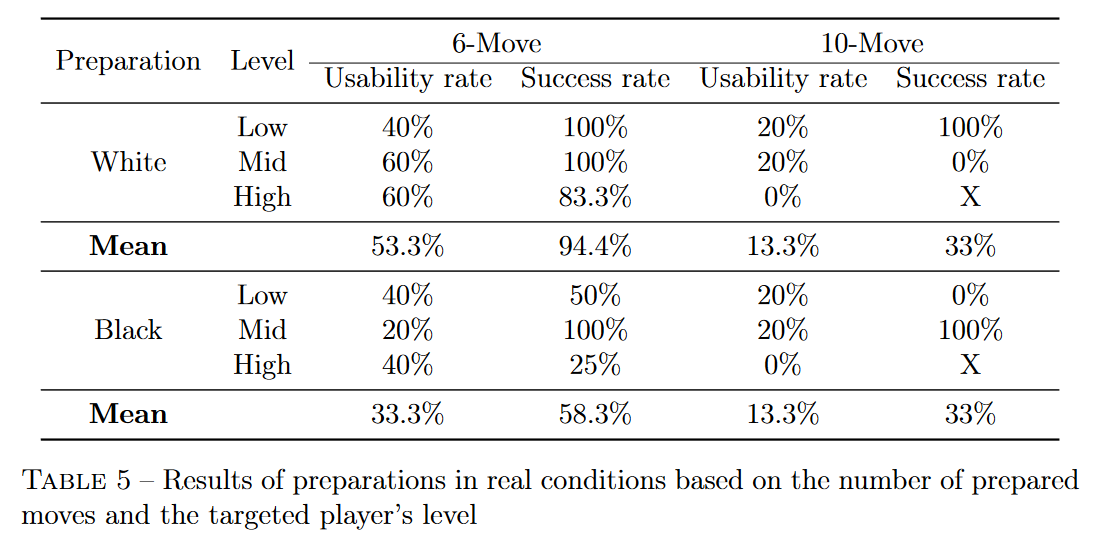 Preparation Level 6-Move 10-Move
Usability rate Success rate Usability rate Success rate
Low 40% 100% 20% 100%
White Mid 60% 100% 20% 0%
High 60% 83.3% 0% X
Mean 53.3% 94.4% 13.3% 33%
Low 40% 50% 20% 0%
Black Mid 20% 100% 20% 100%
High 40% 25% 0% X
Mean 33.3% 58.3% 13.3% 33%
TABLE 5 – Results of preparations in real conditions based on the number of prepared
moves and the targeted player's level